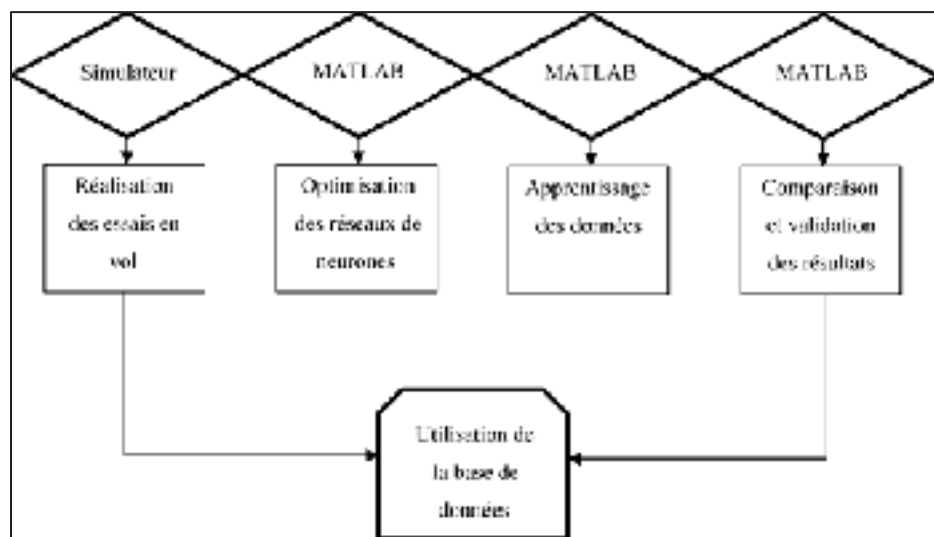 Simulateur
MATLAB
MATLAB
MATLAB
Réalisation
des essais en
vol
Optimisation
des réseaux de
neurones
Apprentissage
des données
Comparaison
et validation
des résultats
Utilisation de
la base de
données